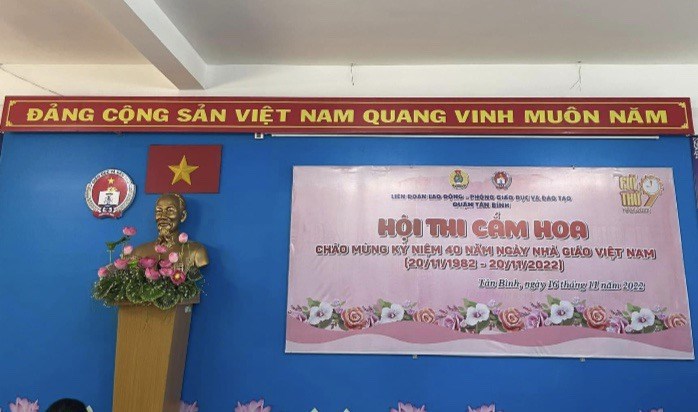 ĐẢNG CỘNG SẢN VIỆT NAM QUANG VINH MUÔN NĂM
LIÊN ĐOÀN LAO ĐỘNG - PHÒNG GIÁO DỤC VÀ ĐÀO TẠO
QUẬN TÂN BÌNH
HỘI THI CẮM HOA
CHÀO MỪNG KỶ NIỆM 40 NĂM NGÀY NHÀ GIÁO VIỆT NAM
(20/11/1982 - 20/11/2022)
Tân Bình, ngày 16 tháng 11 năm 2022